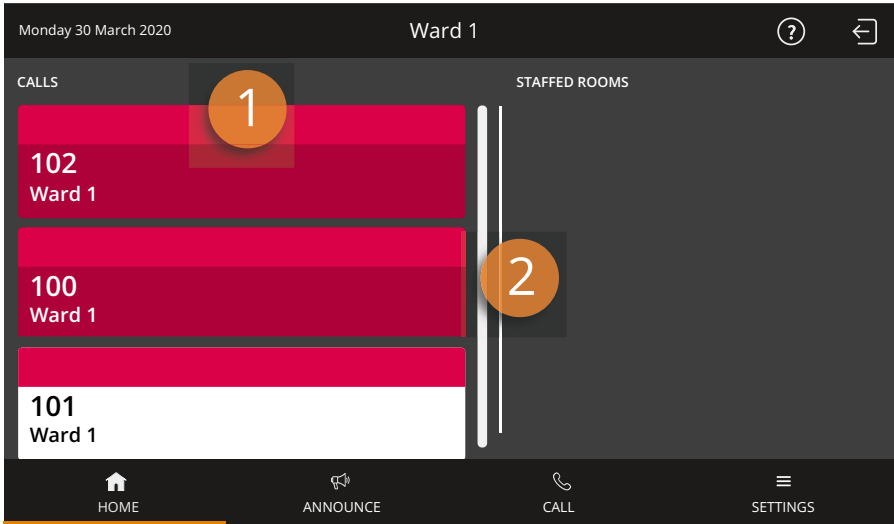 Monday 30 March 2020
Ward 1
?
CALLS
STAFFED ROOMS
1
102
Ward 1
100
Ward 1
2
101
Ward 1
HOME
ANNOUNCE
CALL
SETTINGS